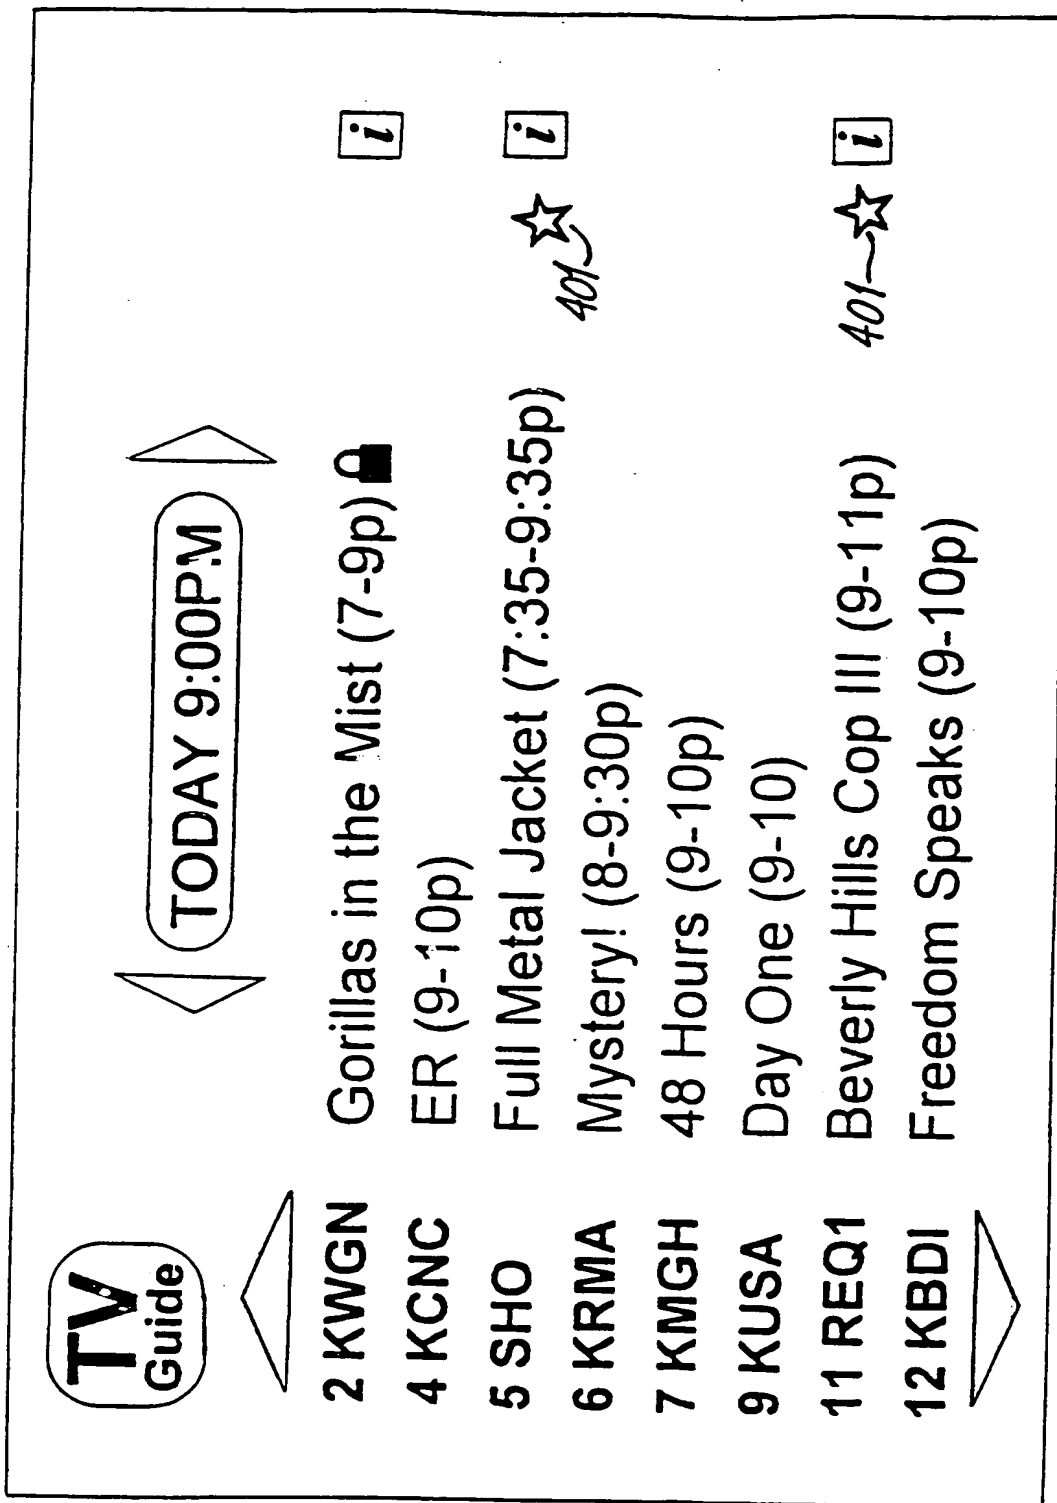 TV
Guide
TODAY 9:00PM
2 KWGN Gorillas in the Mist (7-9p) i
4 KCNC ER (9-10p)
5 SHO Full Metal Jacket (7:35-9:35p) 401 i
6 KRMA Mystery! (8-9:30p)
7 KMGH 48 Hours (9-10p)
9 KUSA Day One (9-10)
11 REQ1 Beverly Hills Cop III (9-11p) 401 i
12 KBDI Freedom Speaks (9-10p)